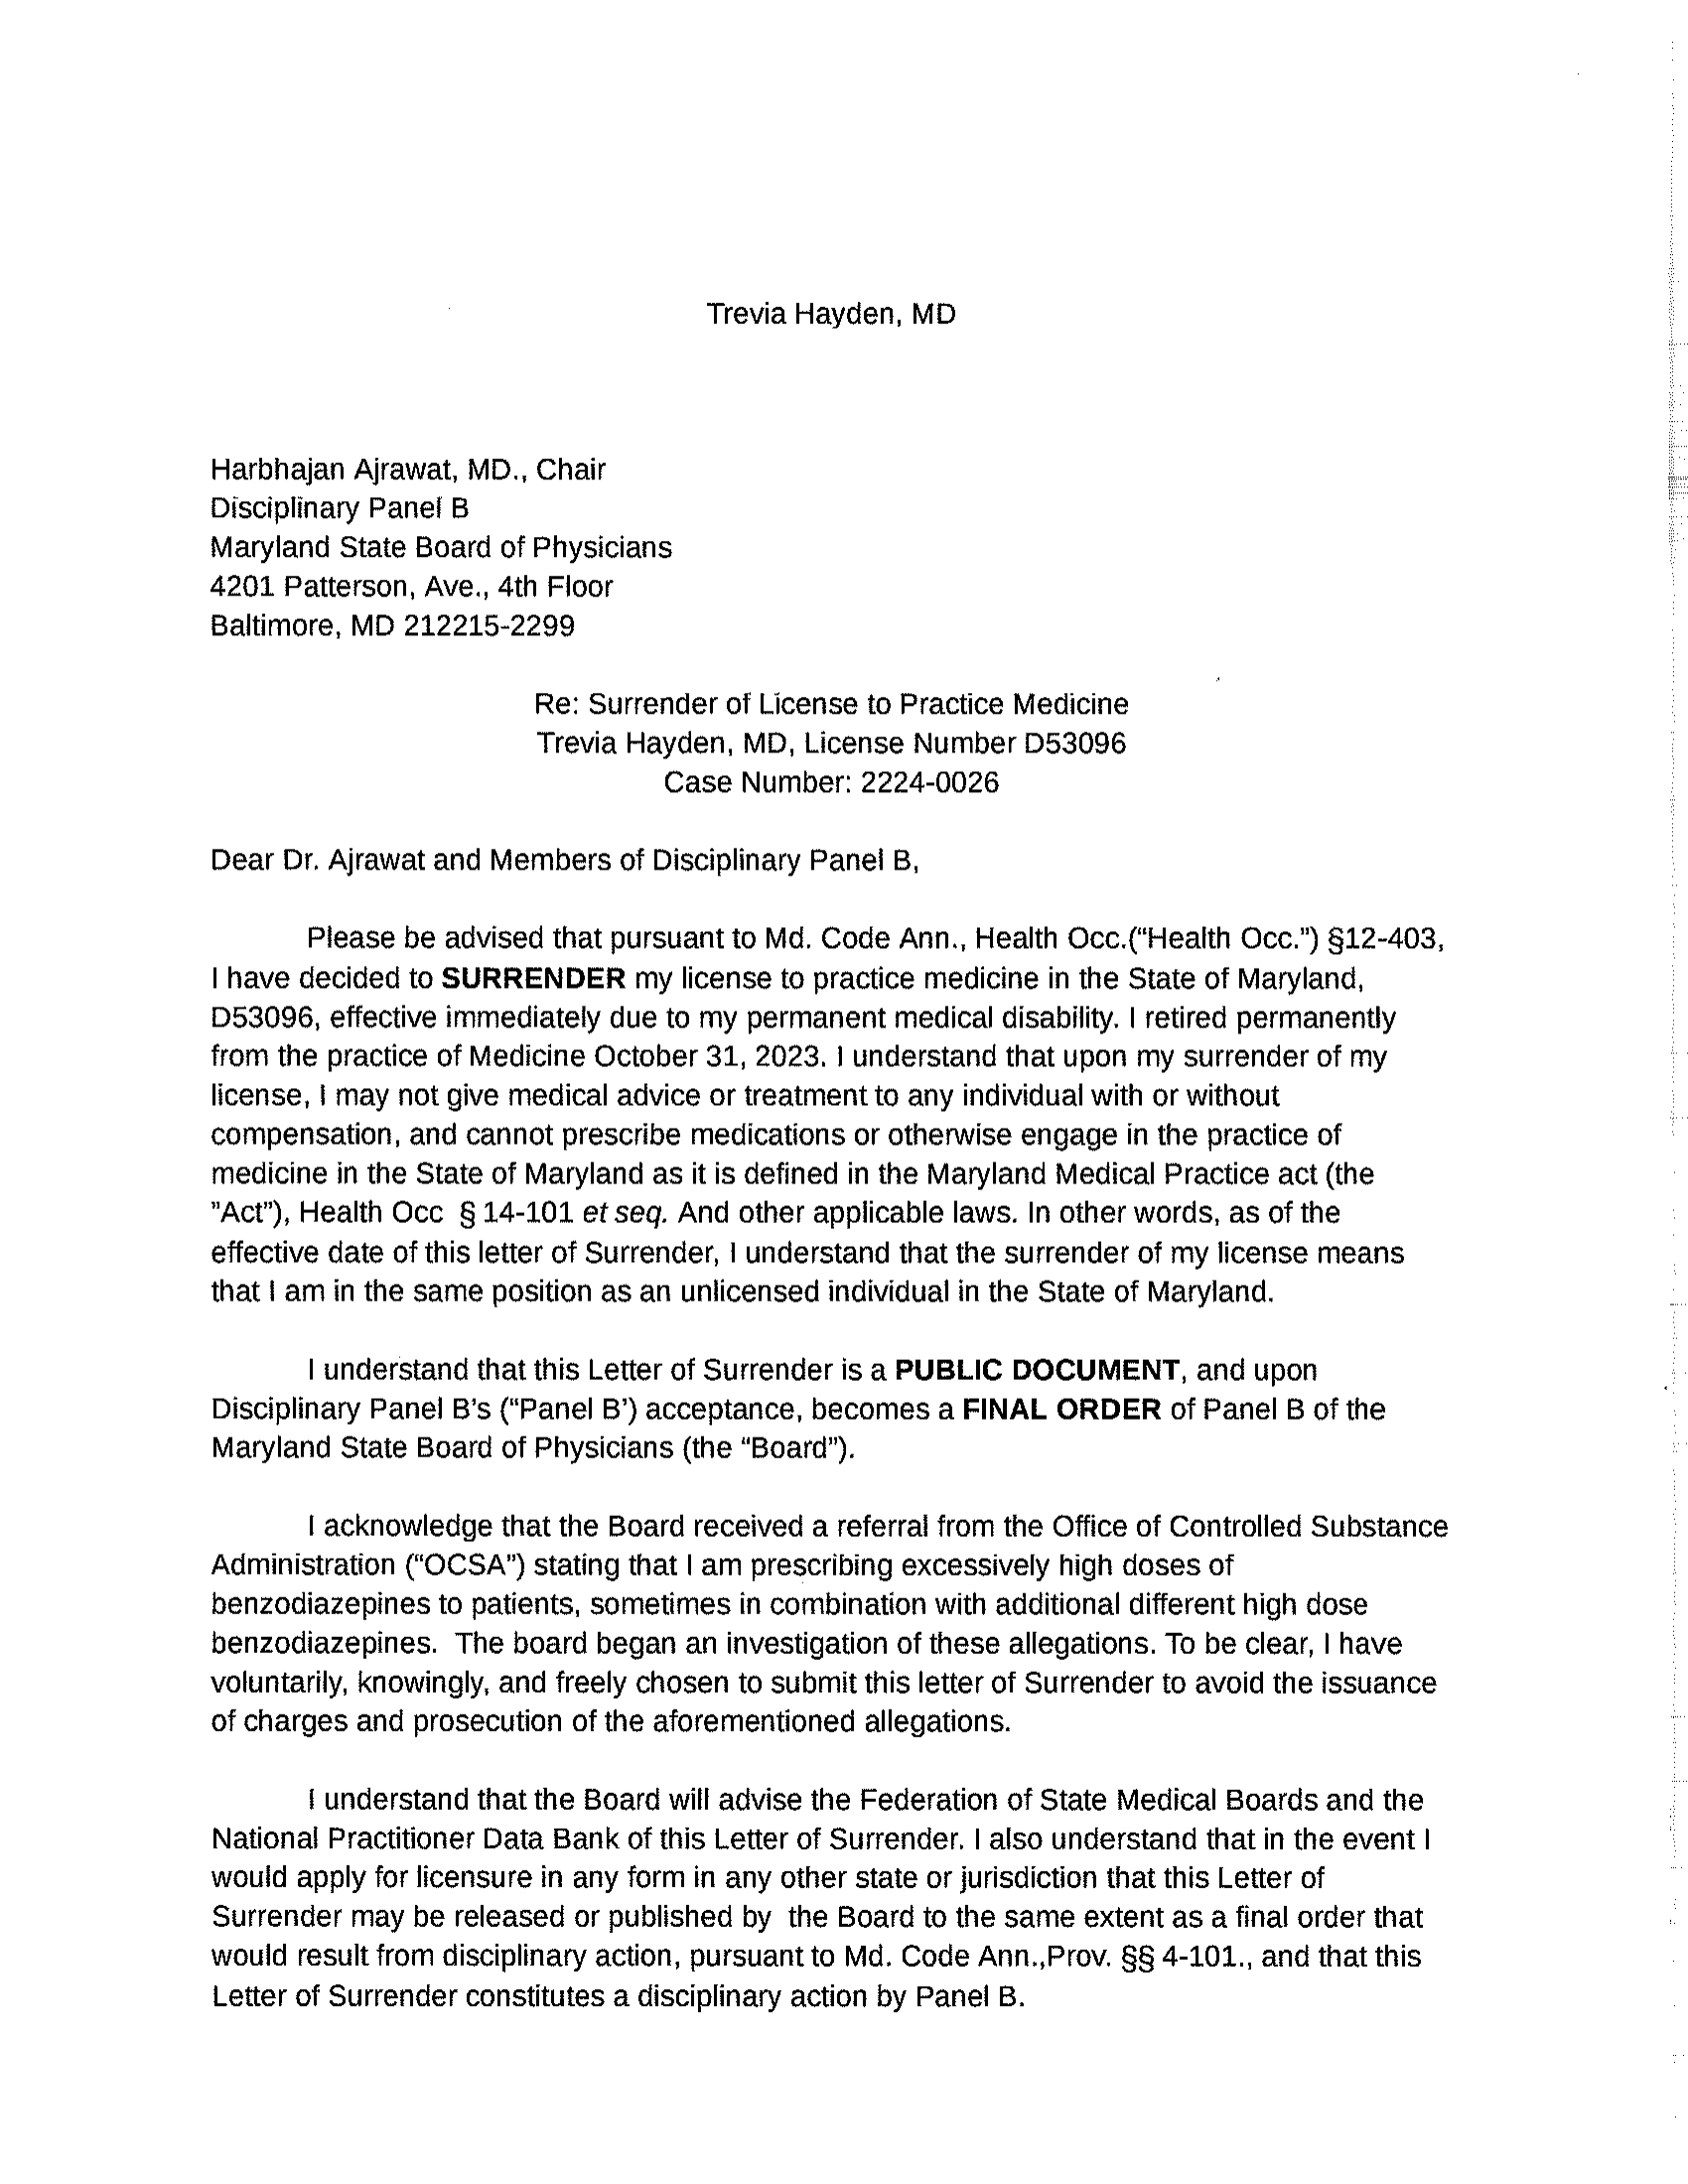 Trevia Hayden, MD
Harbhajan Ajrawat, MD., Chair
Disciplinary Panel B
Maryland State Board of Physicians
4201 Patterson, Ave., 4th Floor
Baltimore, MD 212215-2299
Re: Surrender of License to Practice Medicine
Trevia Hayden, MD, License Number D53096
Case Number: 2224-0026
Dear Dr. Ajrawat and Members of Disciplinary Panel B,
Please be advised that pursuant to Md. Code Ann., Health Occ.(“Health Occ.”) §12-403,
I have decided to SURRENDER my license to practice medicine in the State of Maryland,
D53096, effective immediately due to my permanent medical disability. I retired permanently
from the practice of Medicine October 31, 2023. I understand that upon my surrender of my
license, I may not give medical advice or treatment to any individual with or without
compensation, and cannot prescribe medications or otherwise engage in the practice of
medicine in the State of Maryland as it is defined in the Maryland Medical Practice act (the
”Act”), Health Occ  § 14-101 et seq. And other applicable laws. In other words, as of the
effective date of this letter of Surrender, I understand that the surrender of my license means
that I am in the same position as an unlicensed individual in the State of Maryland.
I understand that this Letter of Surrender is a PUBLIC DOCUMENT, and upon
Disciplinary Panel B’s (“Panel B’) acceptance, becomes a FINAL ORDER of Panel B of the
Maryland State Board of Physicians (the “Board”).
I acknowledge that the Board received a referral from the Office of Controlled Substance
Administration (“OCSA”) stating that I am prescribing excessively high doses of
benzodiazepines to patients, sometimes in combination with additional different high dose
benzodiazepines.  The board began an investigation of these allegations. To be clear, I have
voluntarily, knowingly, and freely chosen to submit this letter of Surrender to avoid the issuance
of charges and prosecution of the aforementioned allegations.
I understand that the Board will advise the Federation of State Medical Boards and the
National Practitioner Data Bank of this Letter of Surrender. I also understand that in the event I
would apply for licensure in any form in any other state or jurisdiction that this Letter of
Surrender may be released or published by  the Board to the same extent as a final order that
would result from disciplinary action, pursuant to Md. Code Ann.,Prov. §§ 4-101., and that this
Letter of Surrender constitutes a disciplinary action by Panel B.